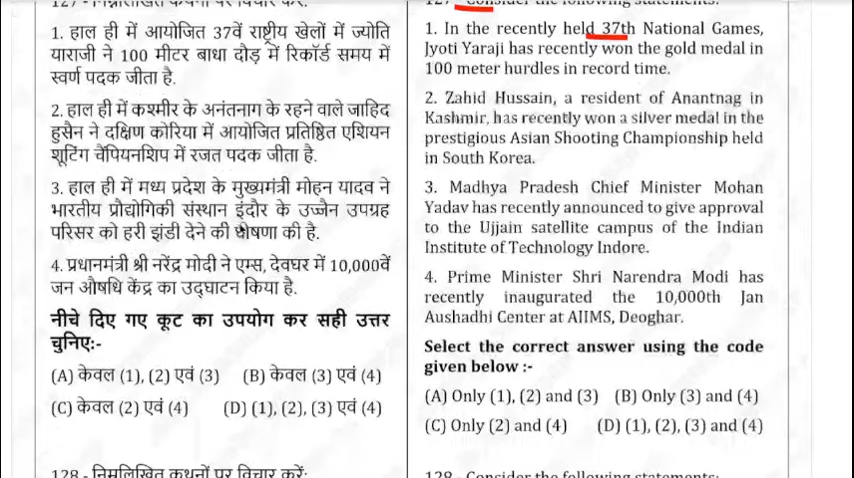 127 - निम्नलिखित कथनों पर विचार करें:
1. हाल ही में आयोजित 37वें राष्ट्रीय खेलों में ज्योति
याराजी ने 100 मीटर बाधा दौड़ में रिकॉर्ड समय में
स्वर्ण पदक जीता है.
2. हाल ही में कश्मीर के अनंतनाग के रहने वाले जाहिद
हुसैन ने दक्षिण कोरिया में आयोजित प्रतिष्ठित एशियन
शूटिंग चैंपियनशिप में रजत पदक जीता है.
3. हाल ही में मध्य प्रदेश के मुख्यमंत्री मोहन यादव ने
भारतीय प्रौद्योगिकी संस्थान इंदौर के उज्जैन उपग्रह
परिसर को हरी झंडी देने की घोषणा की है.
4. प्रधानमंत्री श्री नरेंद्र मोदी ने एम्स, देवघर में 10,000वें
जन औषधि केंद्र का उद्घाटन किया है.
नीचे दिए गए कूट का उपयोग कर सही उत्तर
चुनिए:-
(A) केवल (1), (2) एवं (3) (B) केवल (3) एवं (4)
(C) केवल (2) एवं (4) (D) (1), (2), (3) एवं (4)
128 - निम्नलिखित कथनों पर विचार करें:
127 Consider the following statements:
1. In the recently held 37th National Games,
Jyoti Yaraji has recently won the gold medal in
100 meter hurdles in record time.
2. Zahid Hussain, a resident of Anantnag in
Kashmir, has recently won a silver medal in the
prestigious Asian Shooting Championship held
in South Korea.
3. Madhya Pradesh Chief Minister Mohan
Yadav has recently announced to give approval
to the Ujjain satellite campus of the Indian
Institute of Technology Indore.
4. Prime Minister Shri Narendra Modi has
recently inaugurated the 10,000th Jan
Aushadhi Center at AIIMS, Deoghar.
Select the correct answer using the code
given below :-
(A) Only (1), (2) and (3) (B) Only (3) and (4)
(C) Only (2) and (4) (D) (1), (2), (3) and (4)
128 - Consider the following statements: